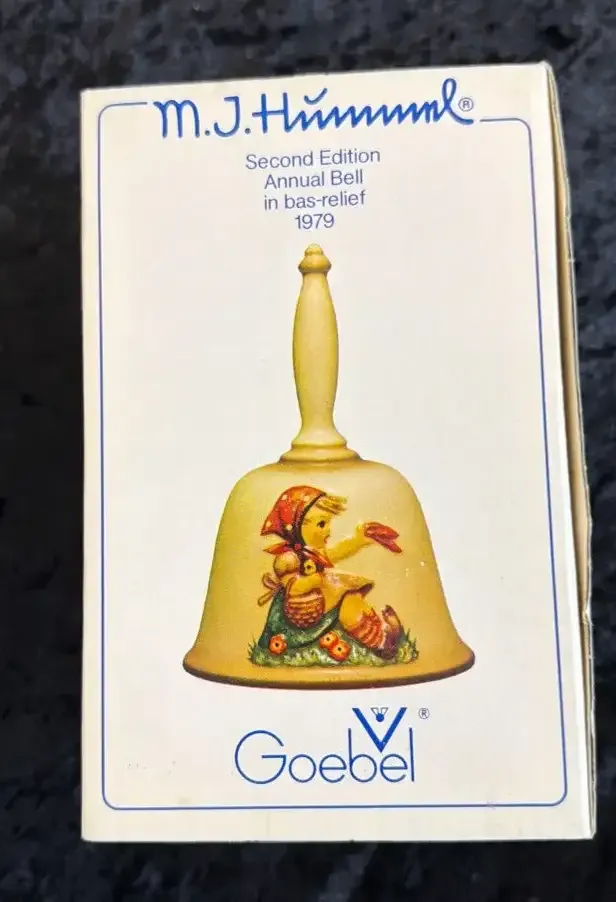 M.J.Hummel®
Second Edition
Annual Bell
in bas-relief
1979
Goebel®